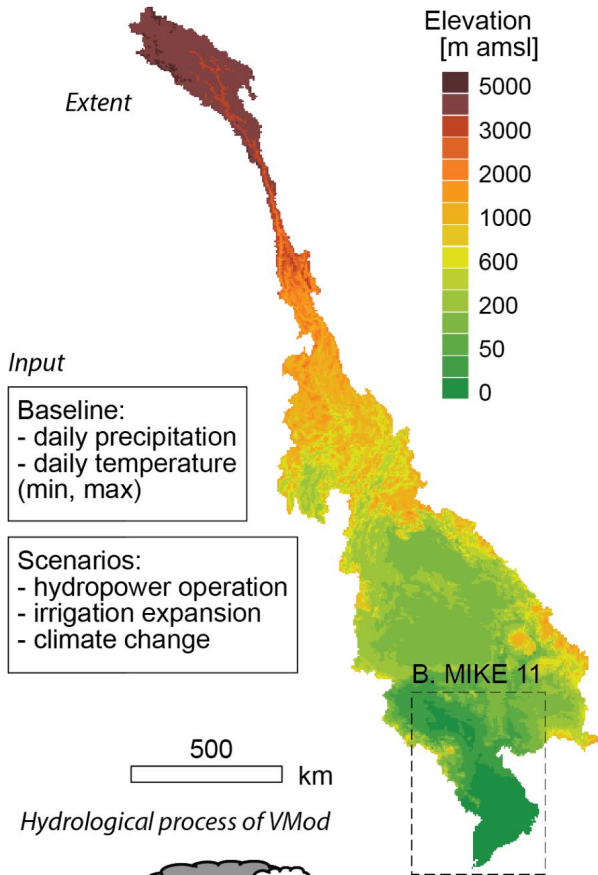 Elevation
[m amsl]
5000
3000
2000
1000
600
200
50
0
Extent
Input
Baseline:
- daily precipitation
- daily temperature
(min, max)
Scenarios:
- hydropower operation
- irrigation expansion
- climate change
B. MIKE 11
500
km
Hydrological process of VMod